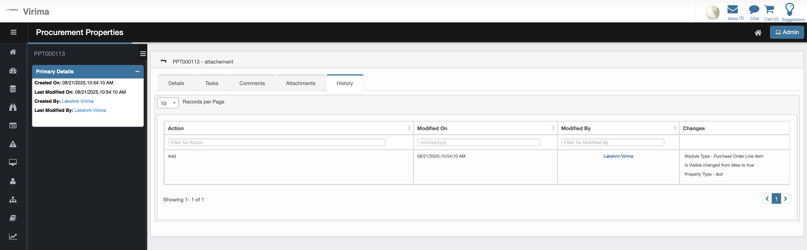 Virima
Inbox (0) Chat Cart (0) Suggestions
Procurement Properties
Admin
PPT000113
Primary Details
Created On: 08/21/2025,10:54:10 AM
Last Modified On: 08/21/2025,10:54:10 AM
Created By: Lakshmi Virima
Last Modified By: Lakshmi Virima
PPT000113 - attachement
Details Tasks Comments Attachments History
10 Records per Page
Action Modified On Modified By Changes
Filter for Action mm/dd/yyyy Filter for Modified By
Add 08/21/2025,10:54:10 AM Lakshmi Virima Module Type - Purchase Order Line Item
Is Visible changed from false to true
Property Type - text
Showing 1- 1 of 1
1